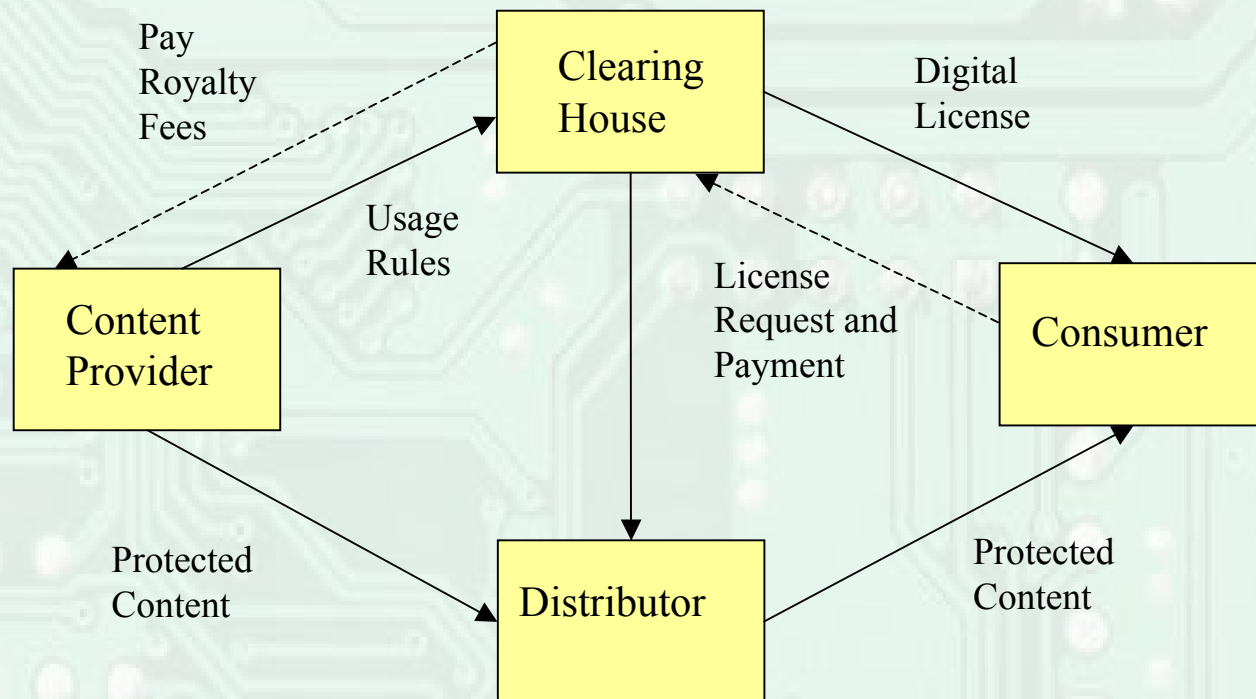 Pay
Royalty
Fees
Clearing
House
Digital
License
Usage
Rules
License
Request and
Payment
Content
Provider
Consumer
Protected
Content
Distributor
Protected
Content